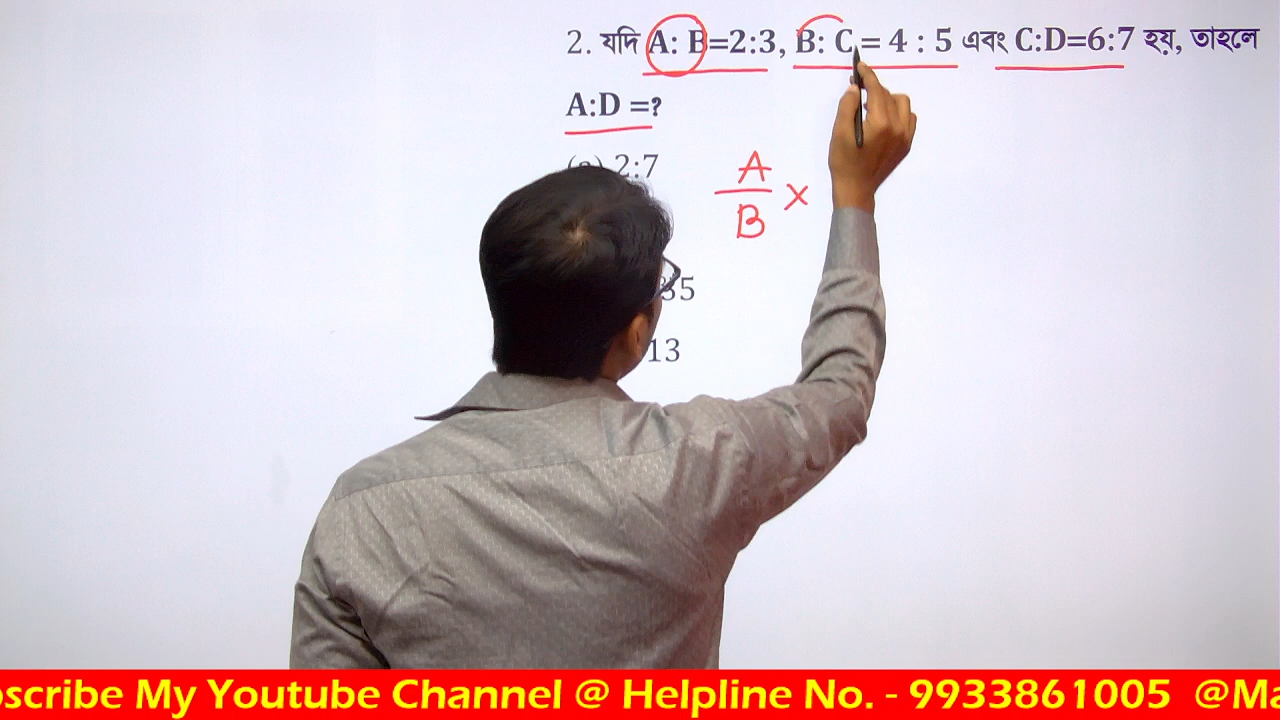 2. যদি A: B=2:3, B: C = 4 : 5 এবং C:D=6:7 হয়, তাহলে
A:D =?
2:7
A
B
×
35
13
scribe My Youtube Channel @ Helpline No. - 9933861005 @Ma